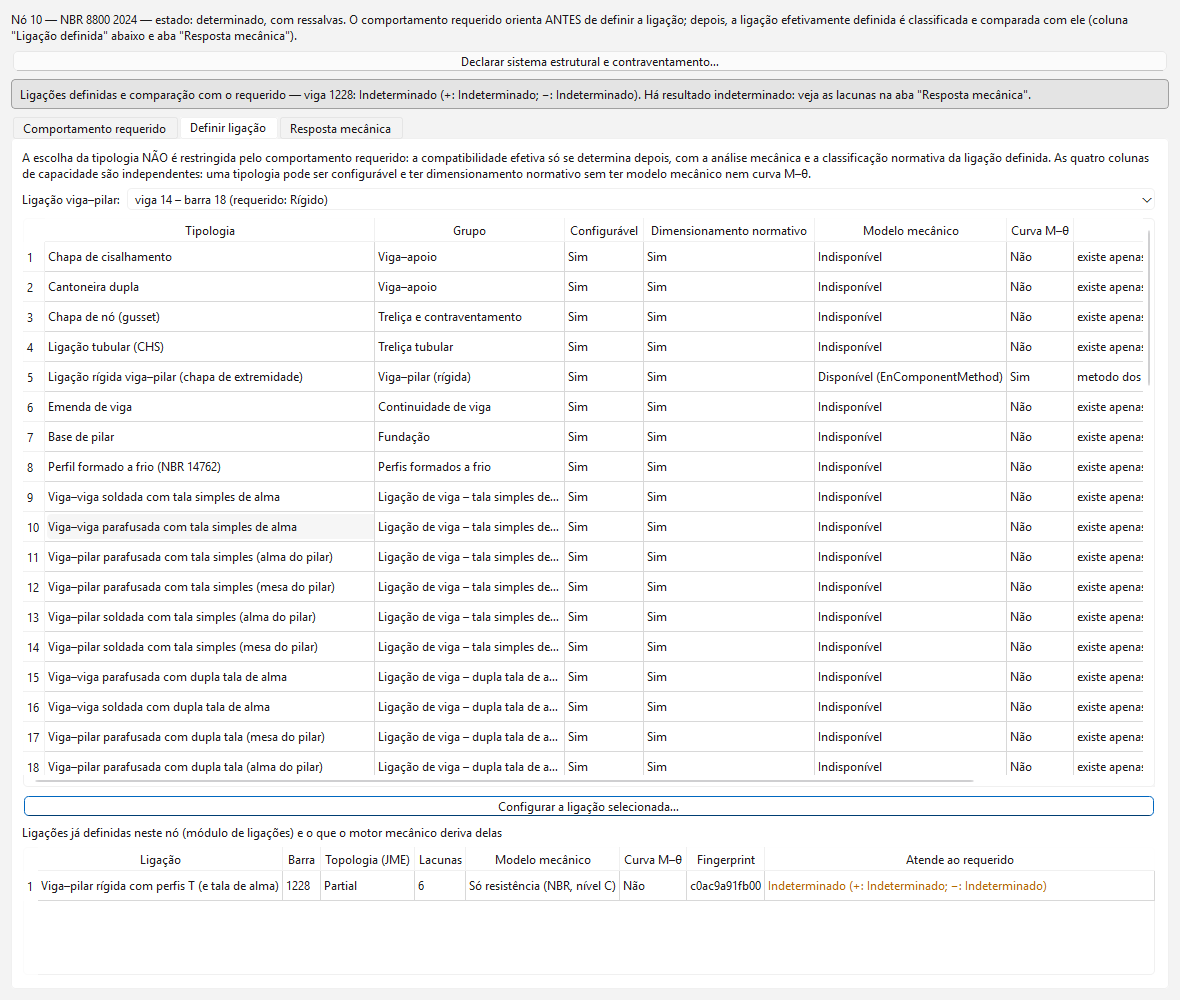 Nó 10 — NBR 8800 2024 — estado: determinado, com ressalvas. O comportamento requerido orienta ANTES de definir a ligação; depois, a ligação efetivamente definida é classificada e comparada com ele (coluna
"Ligação definida" abaixo e aba "Resposta mecânica").
Declarar sistema estrutural e contraventamento...
Ligações definidas e comparação com o requerido — viga 1228: Indeterminado (+: Indeterminado; −: Indeterminado). Há resultado indeterminado: veja as lacunas na aba "Resposta mecânica".
Comportamento requerido Definir ligação Resposta mecânica
A escolha da tipologia NÃO é restringida pelo comportamento requerido: a compatibilidade efetiva só se determina depois, com a análise mecânica e a classificação normativa da ligação definida. As quatro colunas
de capacidade são independentes: uma tipologia pode ser configurável e ter dimensionamento normativo sem ter modelo mecânico nem curva M–θ.
Ligação viga–pilar: viga 14 – barra 18 (requerido: Rígido)
Tipologia Grupo Configurável Dimensionamento normativo Modelo mecânico Curva M–θ
1 Chapa de cisalhamento Viga–apoio Sim Sim Indisponível Não existe apenas
2 Cantoneira dupla Viga–apoio Sim Sim Indisponível Não existe apenas
3 Chapa de nó (gusset) Treliça e contraventamento Sim Sim Indisponível Não existe apenas
4 Ligação tubular (CHS) Treliça tubular Sim Sim Indisponível Não existe apenas
5 Ligação rígida viga–pilar (chapa de extremidade) Viga–pilar (rígida) Sim Sim Disponível (EnComponentMethod) Sim metodo dos
6 Emenda de viga Continuidade de viga Sim Sim Indisponível Não existe apenas
7 Base de pilar Fundação Sim Sim Indisponível Não existe apenas
8 Perfil formado a frio (NBR 14762) Perfis formados a frio Sim Sim Indisponível Não existe apenas
9 Viga–viga soldada com tala simples de alma Ligação de viga – tala simples de... Sim Sim Indisponível Não existe apenas
10 Viga–viga parafusada com tala simples de alma Ligação de viga – tala simples de... Sim Sim Indisponível Não existe apenas
11 Viga–pilar parafusada com tala simples (alma do pilar) Ligação de viga – tala simples de... Sim Sim Indisponível Não existe apenas
12 Viga–pilar parafusada com tala simples (mesa do pilar) Ligação de viga – tala simples de... Sim Sim Indisponível Não existe apenas
13 Viga–pilar soldada com tala simples (alma do pilar) Ligação de viga – tala simples de... Sim Sim Indisponível Não existe apenas
14 Viga–pilar soldada com tala simples (mesa do pilar) Ligação de viga – tala simples de... Sim Sim Indisponível Não existe apenas
15 Viga–viga parafusada com dupla tala de alma Ligação de viga – dupla tala de a... Sim Sim Indisponível Não existe apenas
16 Viga–viga soldada com dupla tala de alma Ligação de viga – dupla tala de a... Sim Sim Indisponível Não existe apenas
17 Viga–pilar parafusada com dupla tala (mesa do pilar) Ligação de viga – dupla tala de a... Sim Sim Indisponível Não existe apenas
18 Viga–pilar parafusada com dupla tala (alma do pilar) Ligação de viga – dupla tala de a... Sim Sim Indisponível Não existe apenas
Configurar a ligação selecionada...
Ligações já definidas neste nó (módulo de ligações) e o que o motor mecânico deriva delas
Ligação Barra Topologia (JME) Lacunas Modelo mecânico Curva M–θ Fingerprint Atende ao requerido
1 Viga–pilar rígida com perfis T (e tala de alma) 1228 Partial 6 Só resistência (NBR, nível C) Não c0ac9a91fb00 Indeterminado (+: Indeterminado; −: Indeterminado)